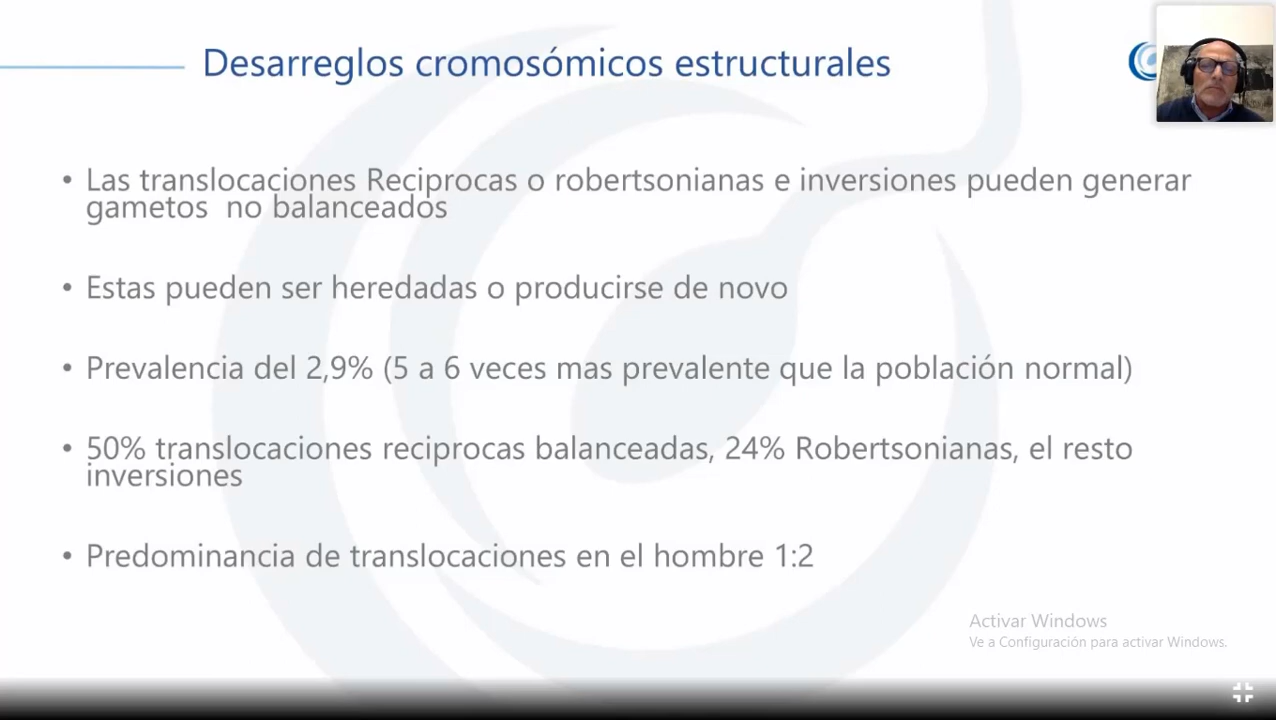 Desarreglos cromosómicos estructurales
• Las translocaciones Reciprocas o robertsonianas e inversiones pueden generar
gametos no balanceados
• Estas pueden ser heredadas o producirse de novo
• Prevalencia del 2,9% (5 a 6 veces mas prevalente que la población normal)
• 50% translocaciones reciprocas balanceadas, 24% Robertsonianas, el resto
inversiones
• Predominancia de translocaciones en el hombre 1:2
Activar Windows
Ve a Configuración para activar Windows.